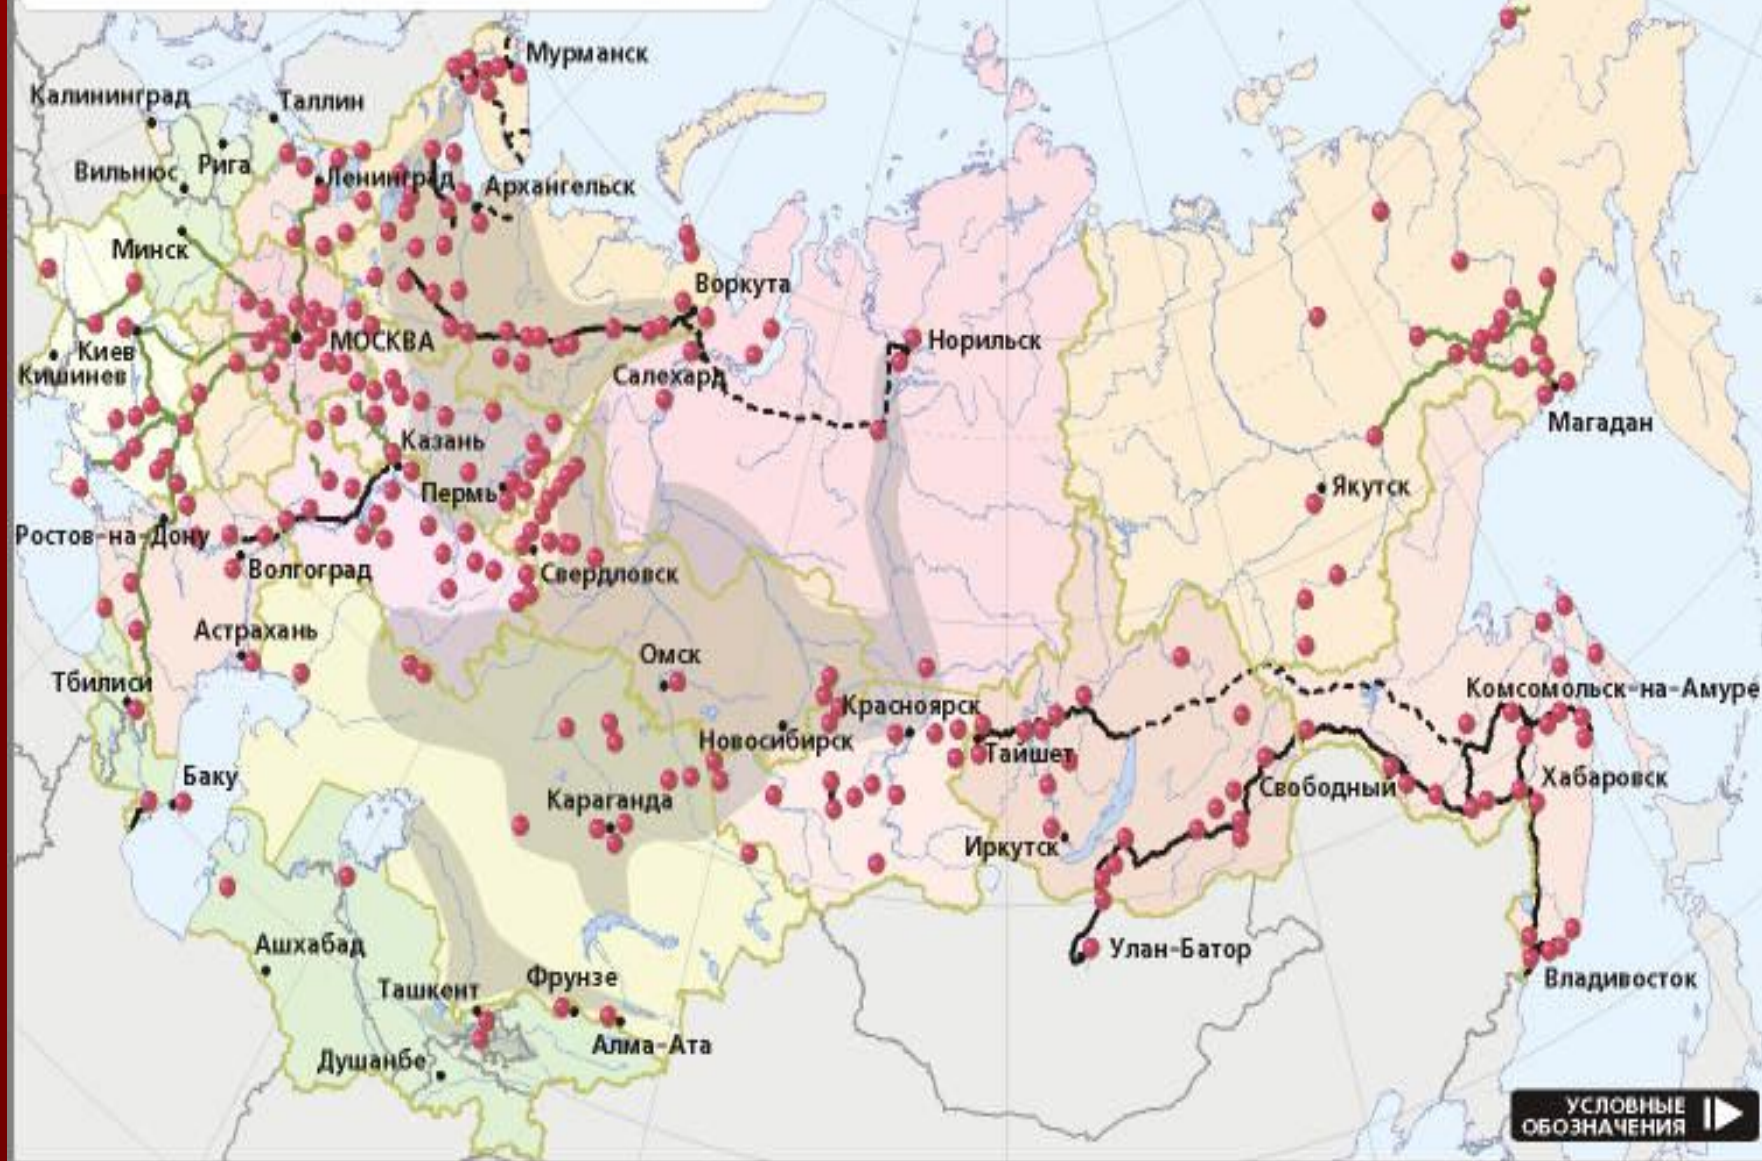 Мурманск
Калининград
Таллин
Вильнюс
Рига
Ленинград
Архангельск
Минск
Воркута
Киев
МОСКВА
Норильск
Кишинев
Салехард
Магадан
Казань
Пермь
Якутск
Ростов-на-Дону
Волгоград
Свердловск
Астрахань
Омск
Тбилиси
Комсомольск-на-Амуре
Красноярск
Новосибирск
Тайшет
Баку
Хабаровск
Свободный
Караганда
Иркутск
Ашхабад
Улан-Батор
Фрунзе
Ташкент
Владивосток
Алма-Ата
Душанбе
УСЛОВНЫЕ
ОБОЗНАЧЕНИЯ